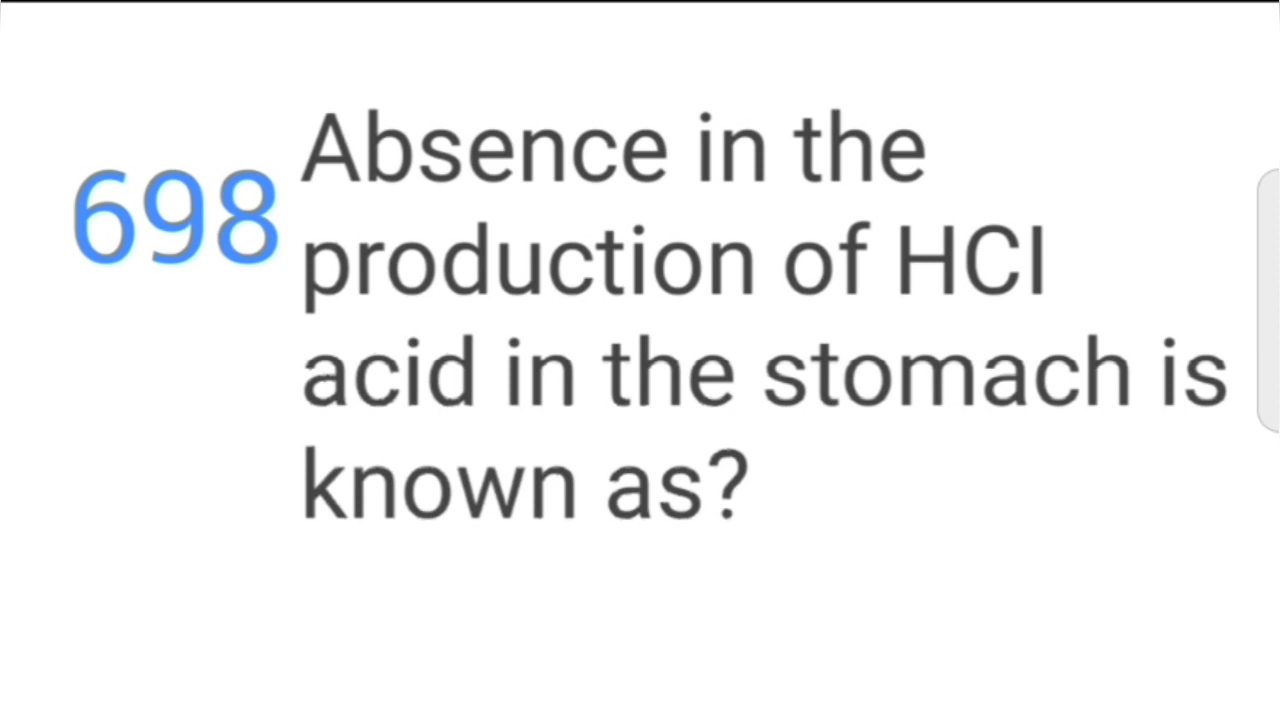 698
Absence in the
production of HCI
acid in the stomach is
known as?